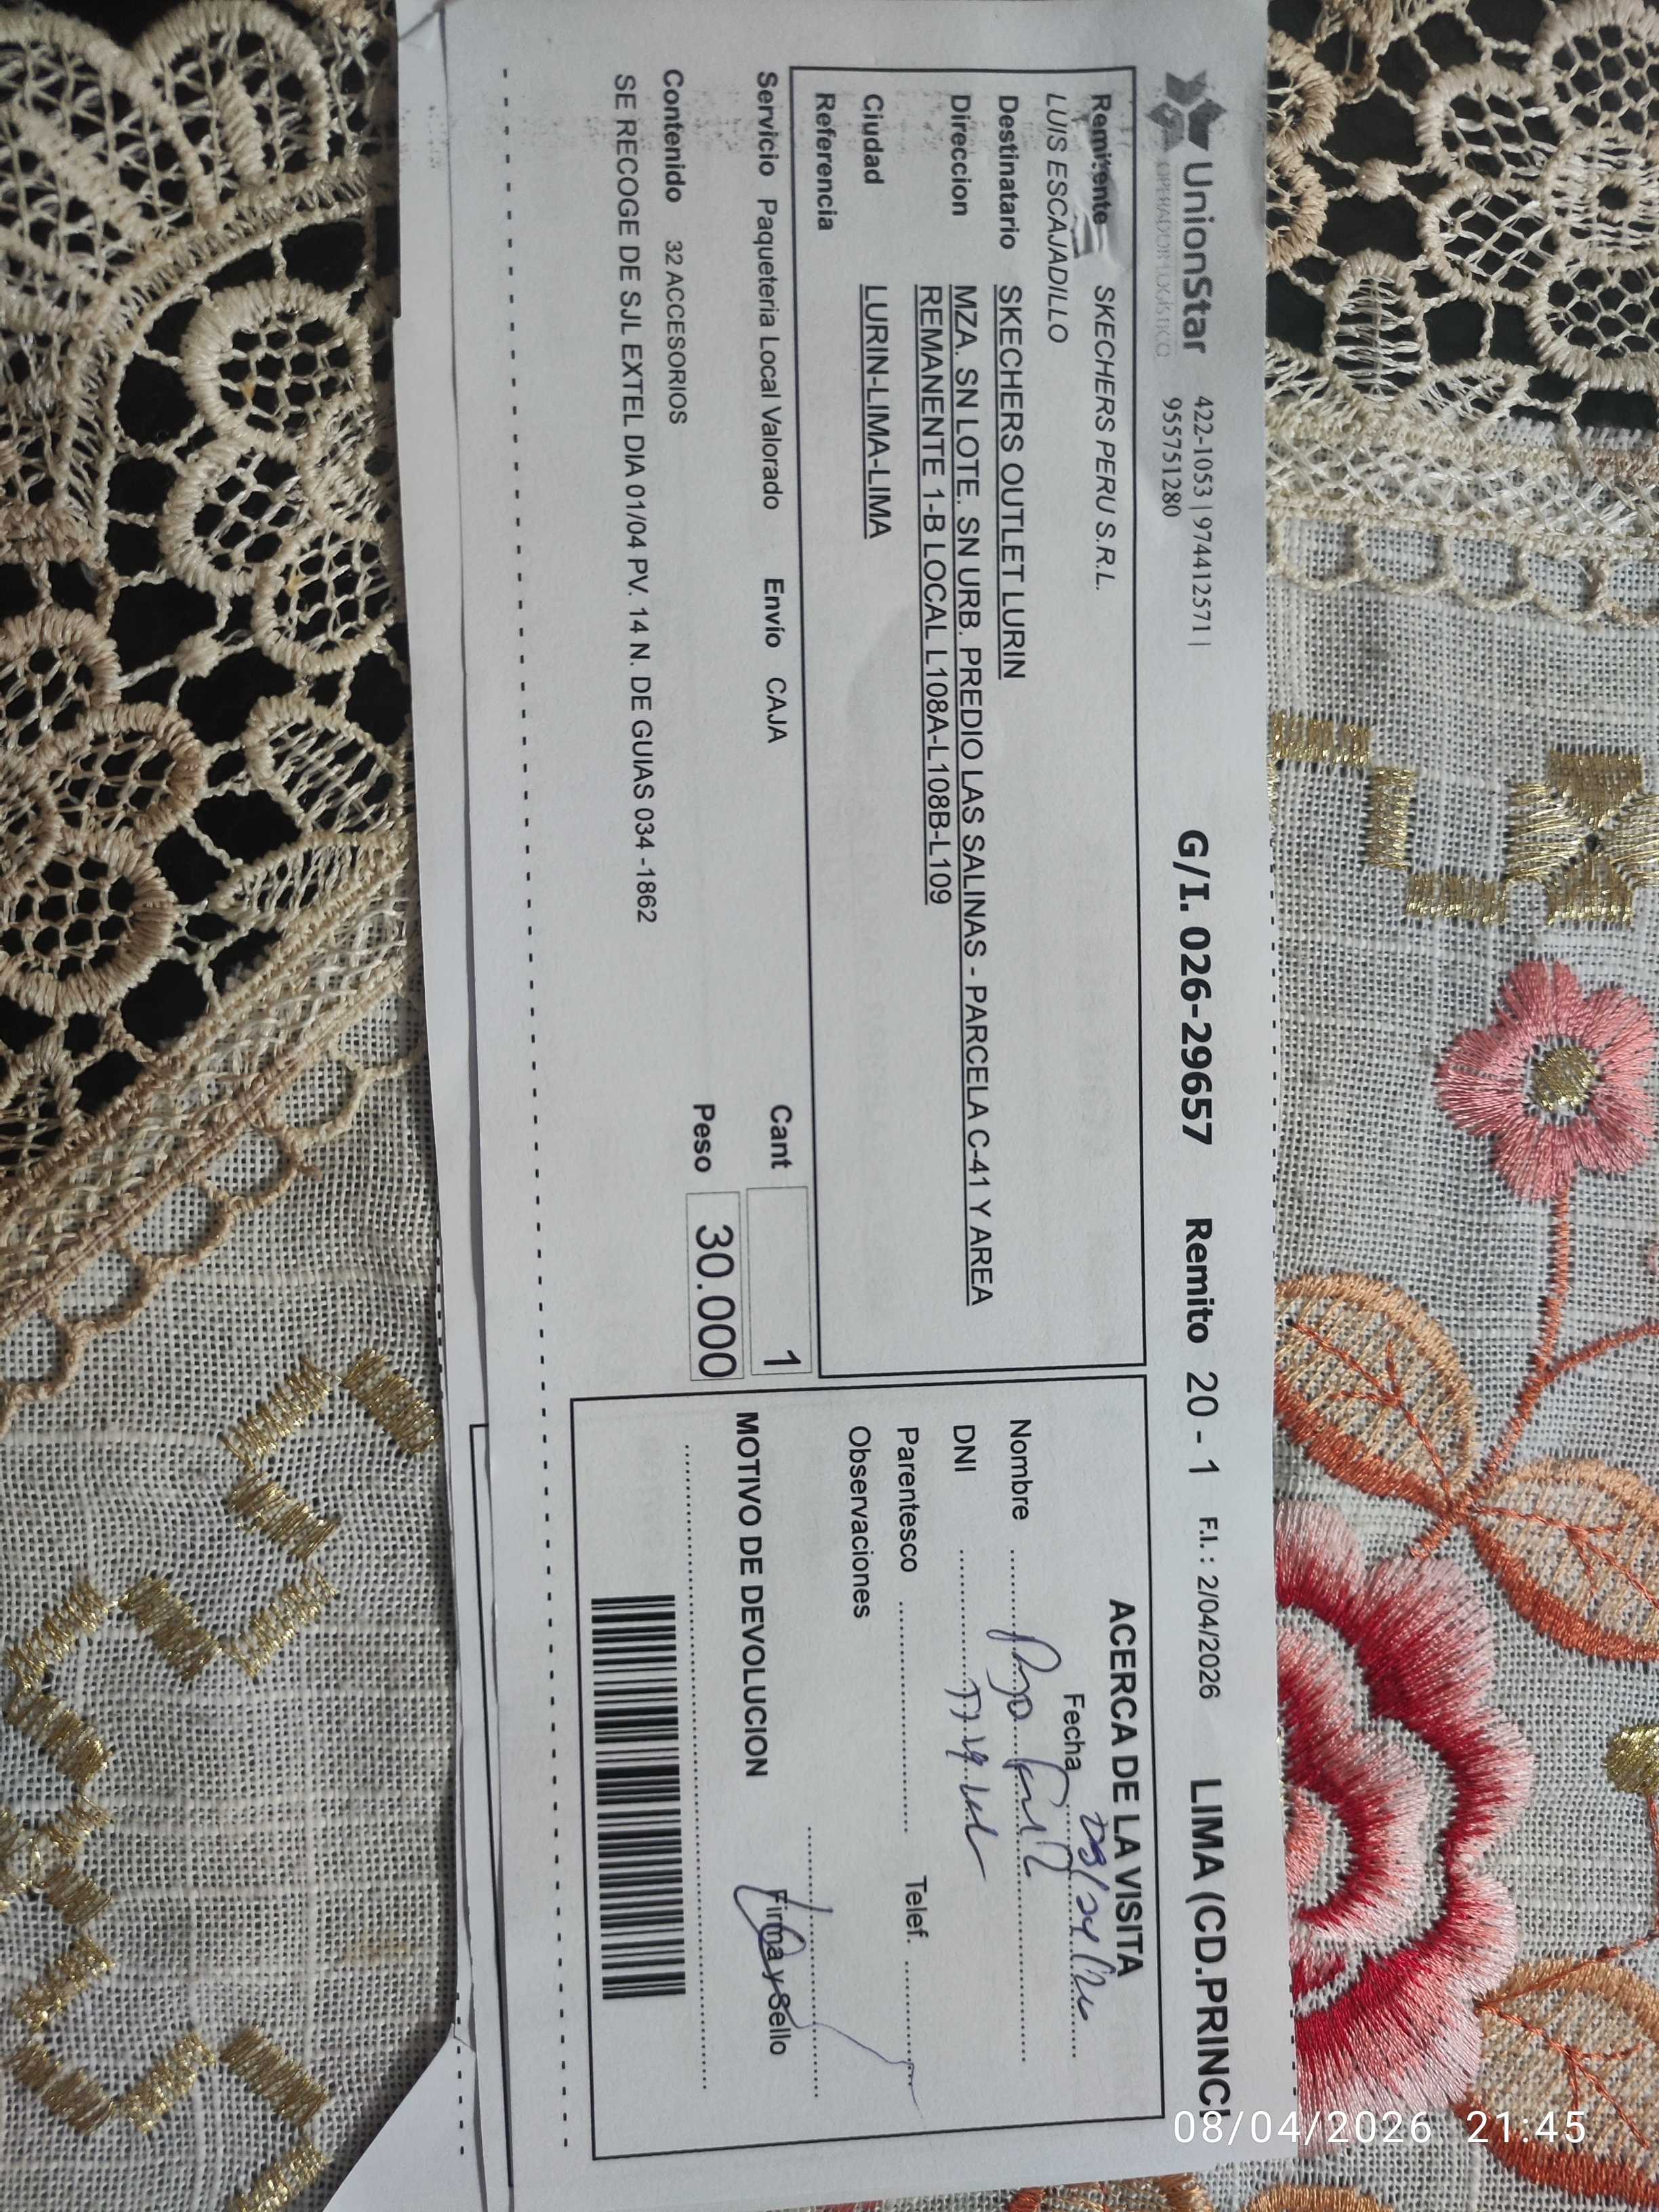 UnionStar
OPERADOR LOGISTICO
422-1053 | 974412571 |
955751280
G/I. 026-29657 Remito 20 - 1 F.I. : 2/04/2026 LIMA (CD.PRINCI
Remitente SKECHERS PERU S.R.L.
LUIS ESCAJADILLO
Destinatario SKECHERS OUTLET LURIN
Direccion MZA. SN LOTE. SN URB. PREDIO LAS SALINAS - PARCELA C-41 Y AREA
REMANENTE 1-B LOCAL L108A-L108B-L109
Ciudad LURIN-LIMA-LIMA
Referencia
Servicio Paqueteria Local Valorado Envío CAJA Cant 1
Contenido 32 ACCESORIOS Peso 30.000
SE RECOGE DE SJL EXTEL DIA 01/04 PV. 14 N. DE GUIAS 034 -1862
ACERCA DE LA VISITA
Fecha
Nombre
DNI
Parentesco Telef.
Observaciones
Firma y Sello
MOTIVO DE DEVOLUCION
08/04/2026 21:45